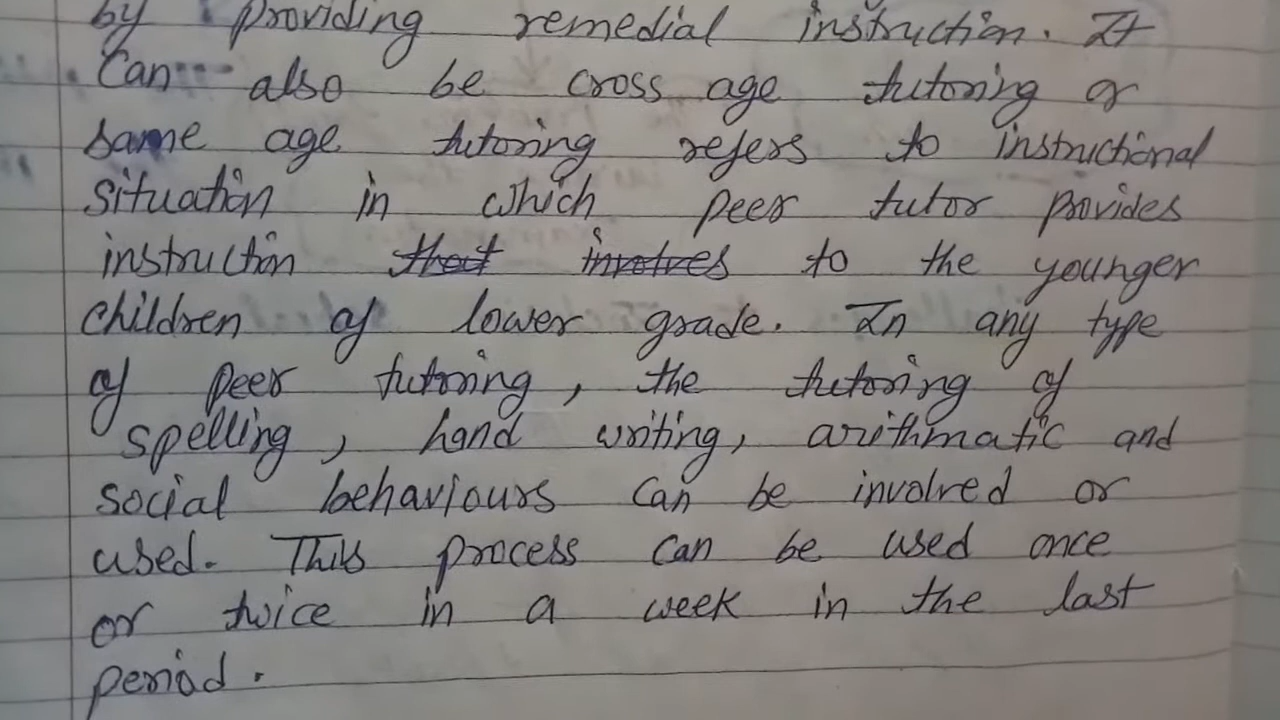 by providing remedial instruction. It
can also be cross age tutoring or
same age tutoring refers to instructional
situation in which peer tutor provides
instruction that involves to the younger
children of lower grade. In any type
of peer tutoring, the tutoring of
spelling, hand writing, arithmatic and
social behaviours can be involved or
used. This process can be used once
or twice in a week in the last
period.